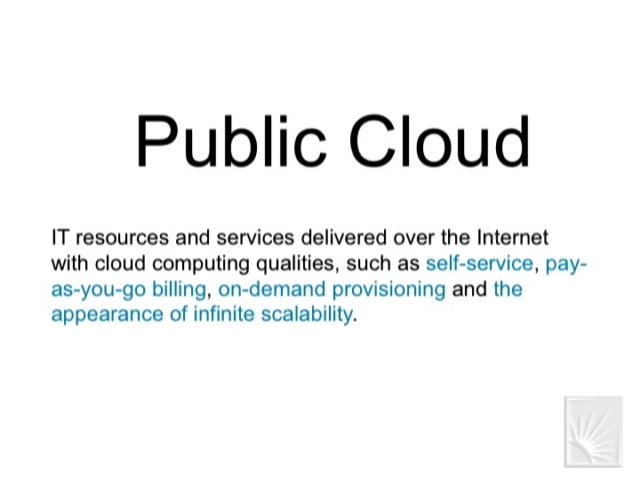 Public Cloud
IT resources and services delivered over the Internet
with cloud computing qualities, such as self-service, pay-
as-you-go billing, on-demand provisioning and the
appearance of infinite scalability.